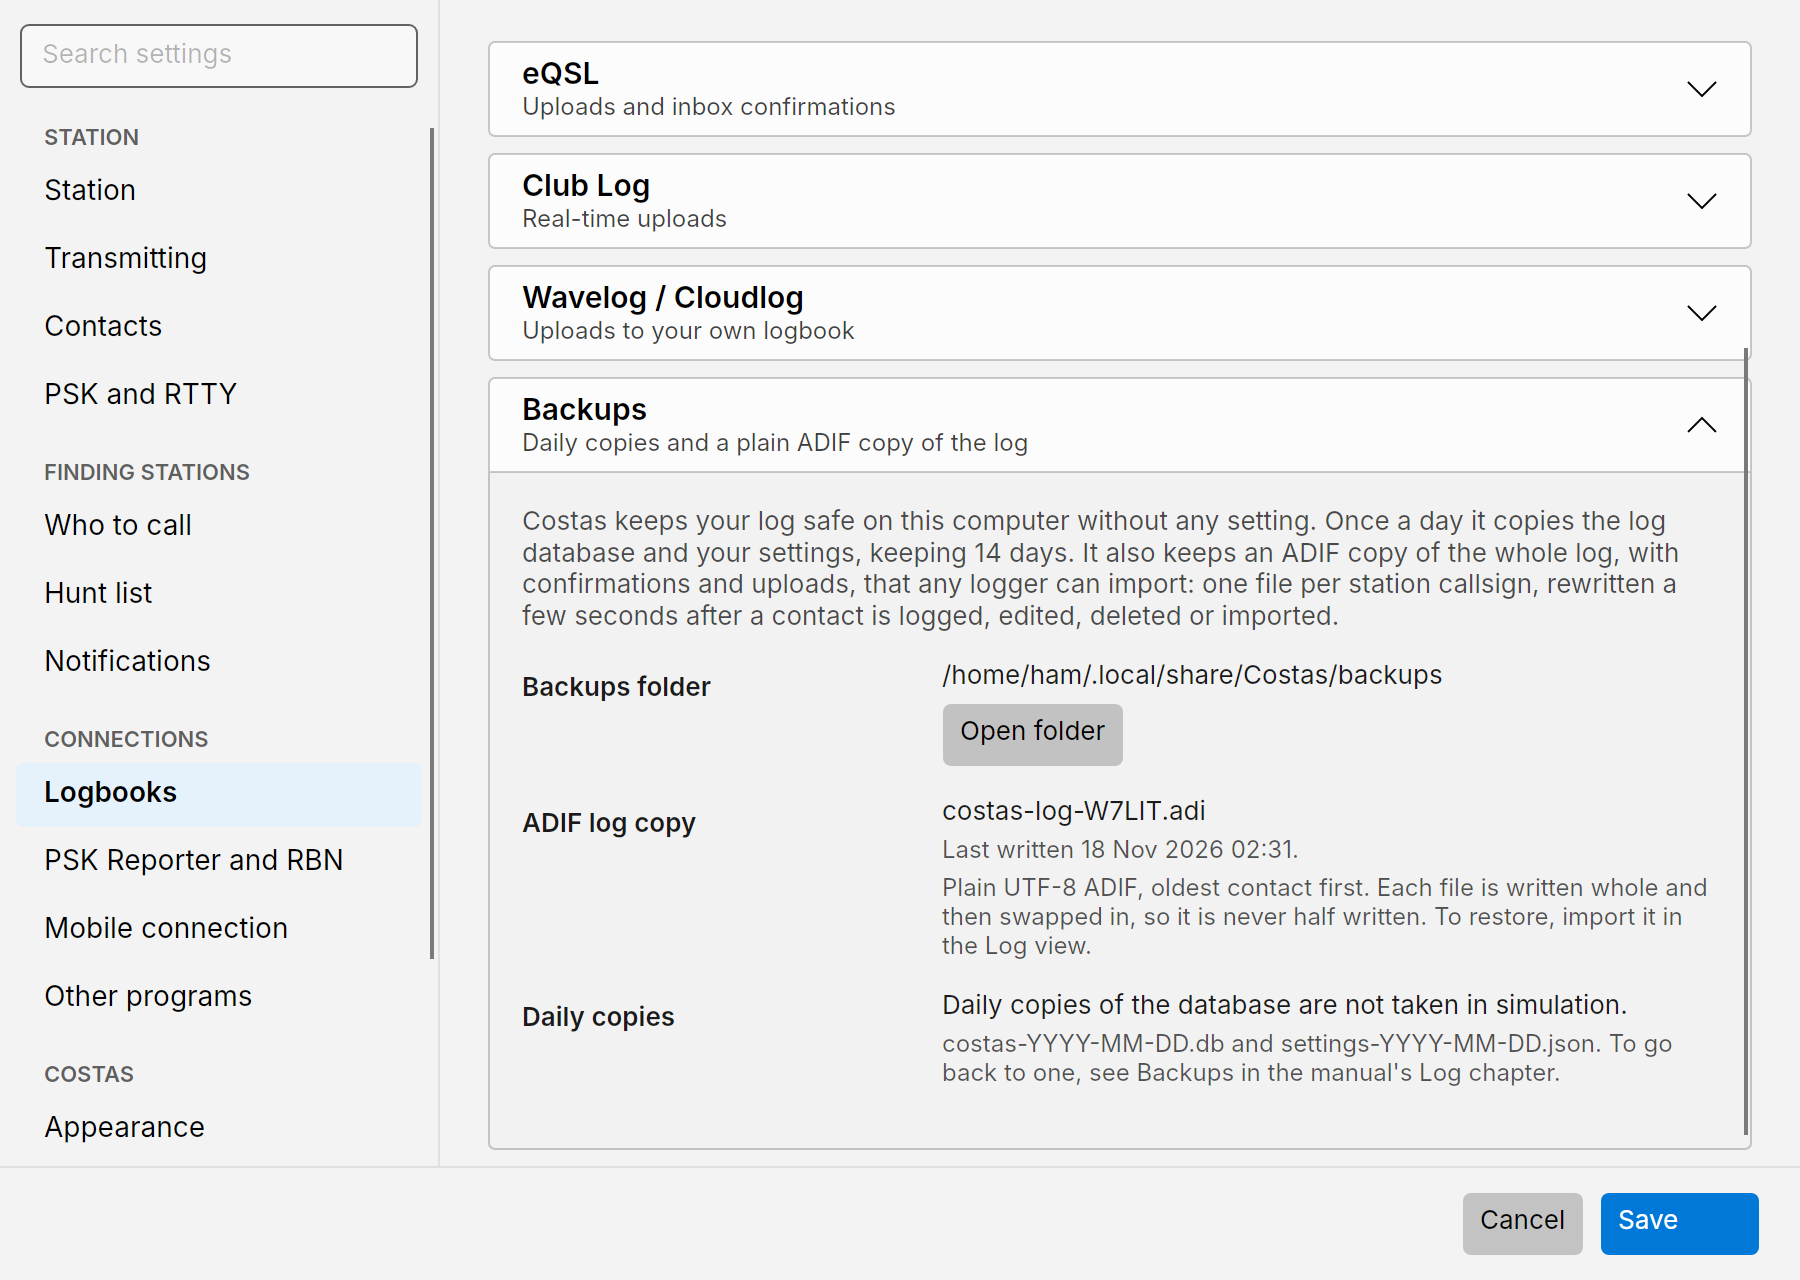 Search settings
STATION
Station
Transmitting
Contacts
PSK and RTTY
FINDING STATIONS
Who to call
Hunt list
Notifications
CONNECTIONS
Logbooks
PSK Reporter and RBN
Mobile connection
Other programs
COSTAS
Appearance
eQSL
Uploads and inbox confirmations
Club Log
Real-time uploads
Wavelog / Cloudlog
Uploads to your own logbook
Backups
Daily copies and a plain ADIF copy of the log
Costas keeps your log safe on this computer without any setting. Once a day it copies the log
database and your settings, keeping 14 days. It also keeps an ADIF copy of the whole log, with
confirmations and uploads, that any logger can import: one file per station callsign, rewritten a
few seconds after a contact is logged, edited, deleted or imported.
Backups folder
/home/ham/.local/share/Costas/backups
Open folder
ADIF log copy
costas-log-W7LIT.adi
Last written 18 Nov 2026 02:31.
Plain UTF-8 ADIF, oldest contact first. Each file is written whole and
then swapped in, so it is never half written. To restore, import it in
the Log view.
Daily copies
Daily copies of the database are not taken in simulation.
costas-YYYY-MM-DD.db and settings-YYYY-MM-DD.json. To go
back to one, see Backups in the manual's Log chapter.
Cancel
Save